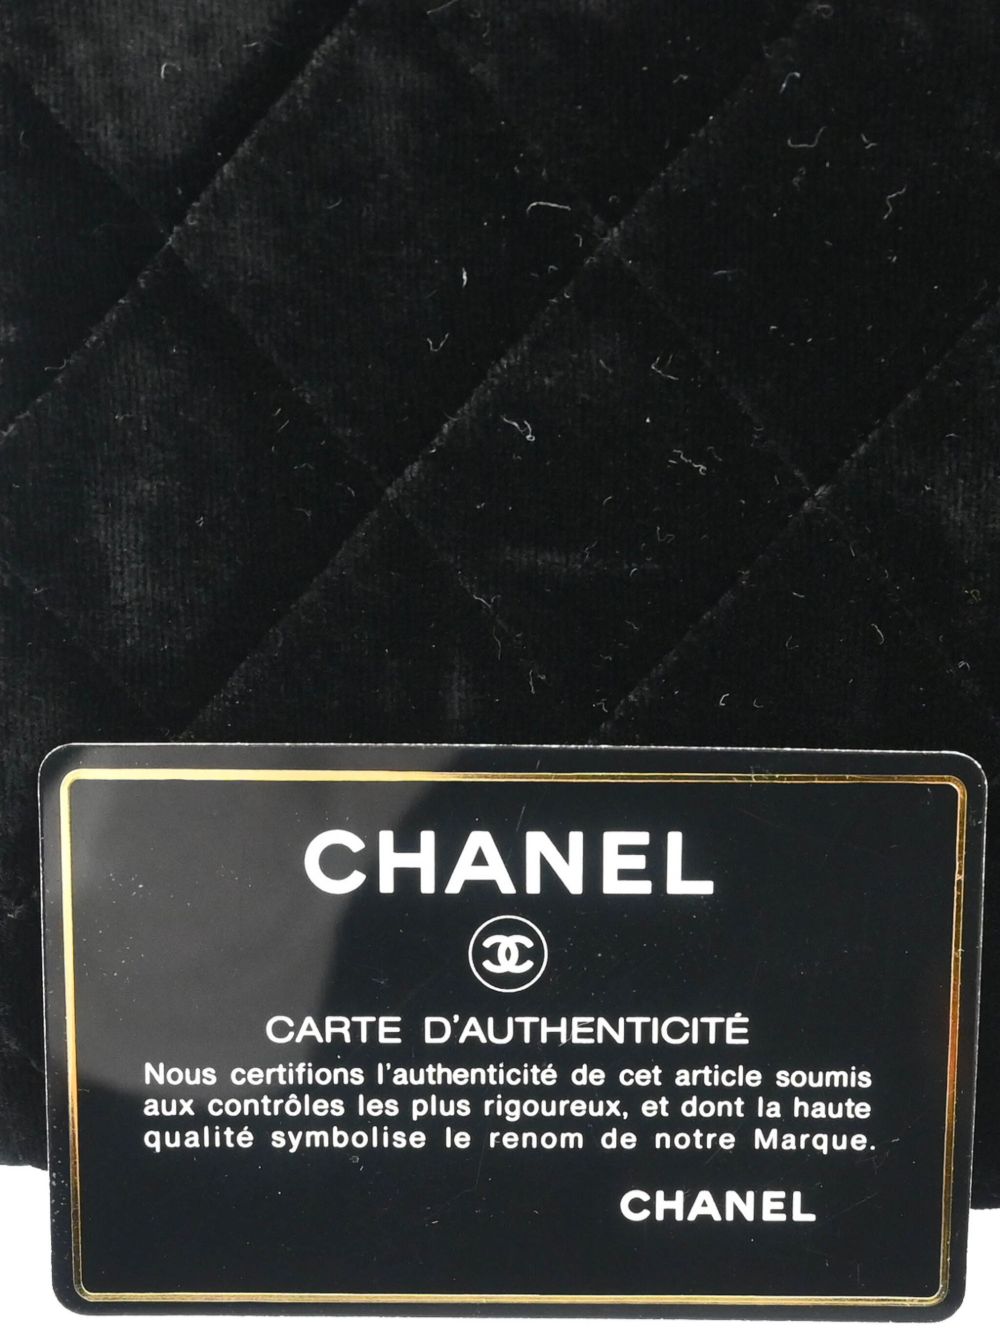 CHANEL
CARTE D'AUTHENTICITÉ
Nous certifions l'authenticité de cet article soumis
aux contrôles les plus rigoureux, et dont la haute
qualité symbolise le renom de notre Marque.
CHANEL